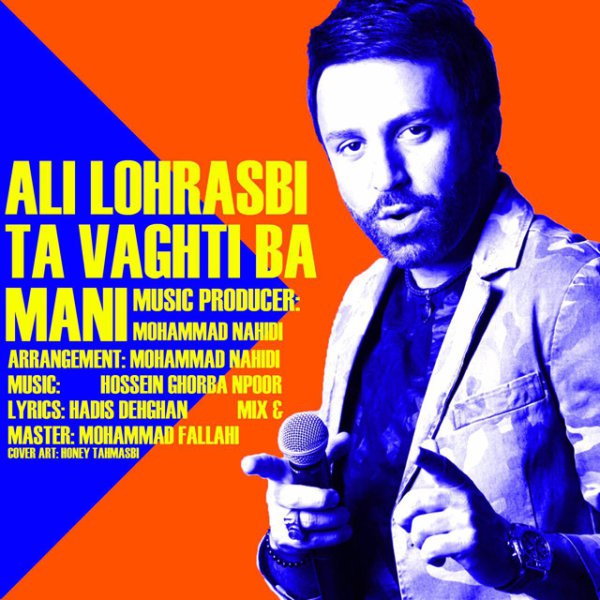 ALI LOHRASBI
TA VAGHTI BA
MANI
MUSIC PRODUCER:
MOHAMMAD NAHIDI
ARRANGEMENT: MOHAMMAD NAHIDI
MUSIC: HOSSEIN GHORBA NPOOR
LYRICS: HADIS DEHGHAN MIX &
MASTER: MOHAMMAD FALLAHI
COVER ART: HONEY TAHMASBI